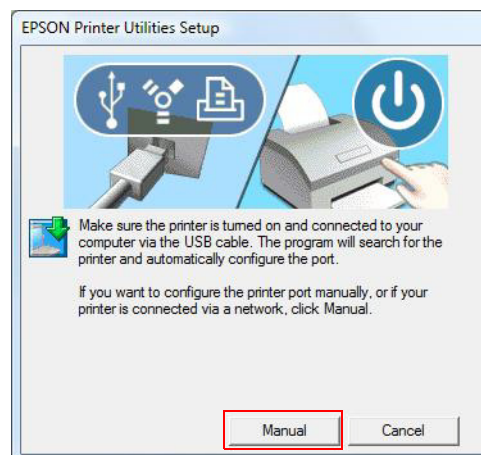 EPSON Printer Utilities Setup
Make sure the printer is turned on and connected to your
computer via the USB cable. The program will search for the
printer and automatically configure the port.
If you want to configure the printer port manually, or if your
printer is connected via a network, click Manual.
Manual
Cancel